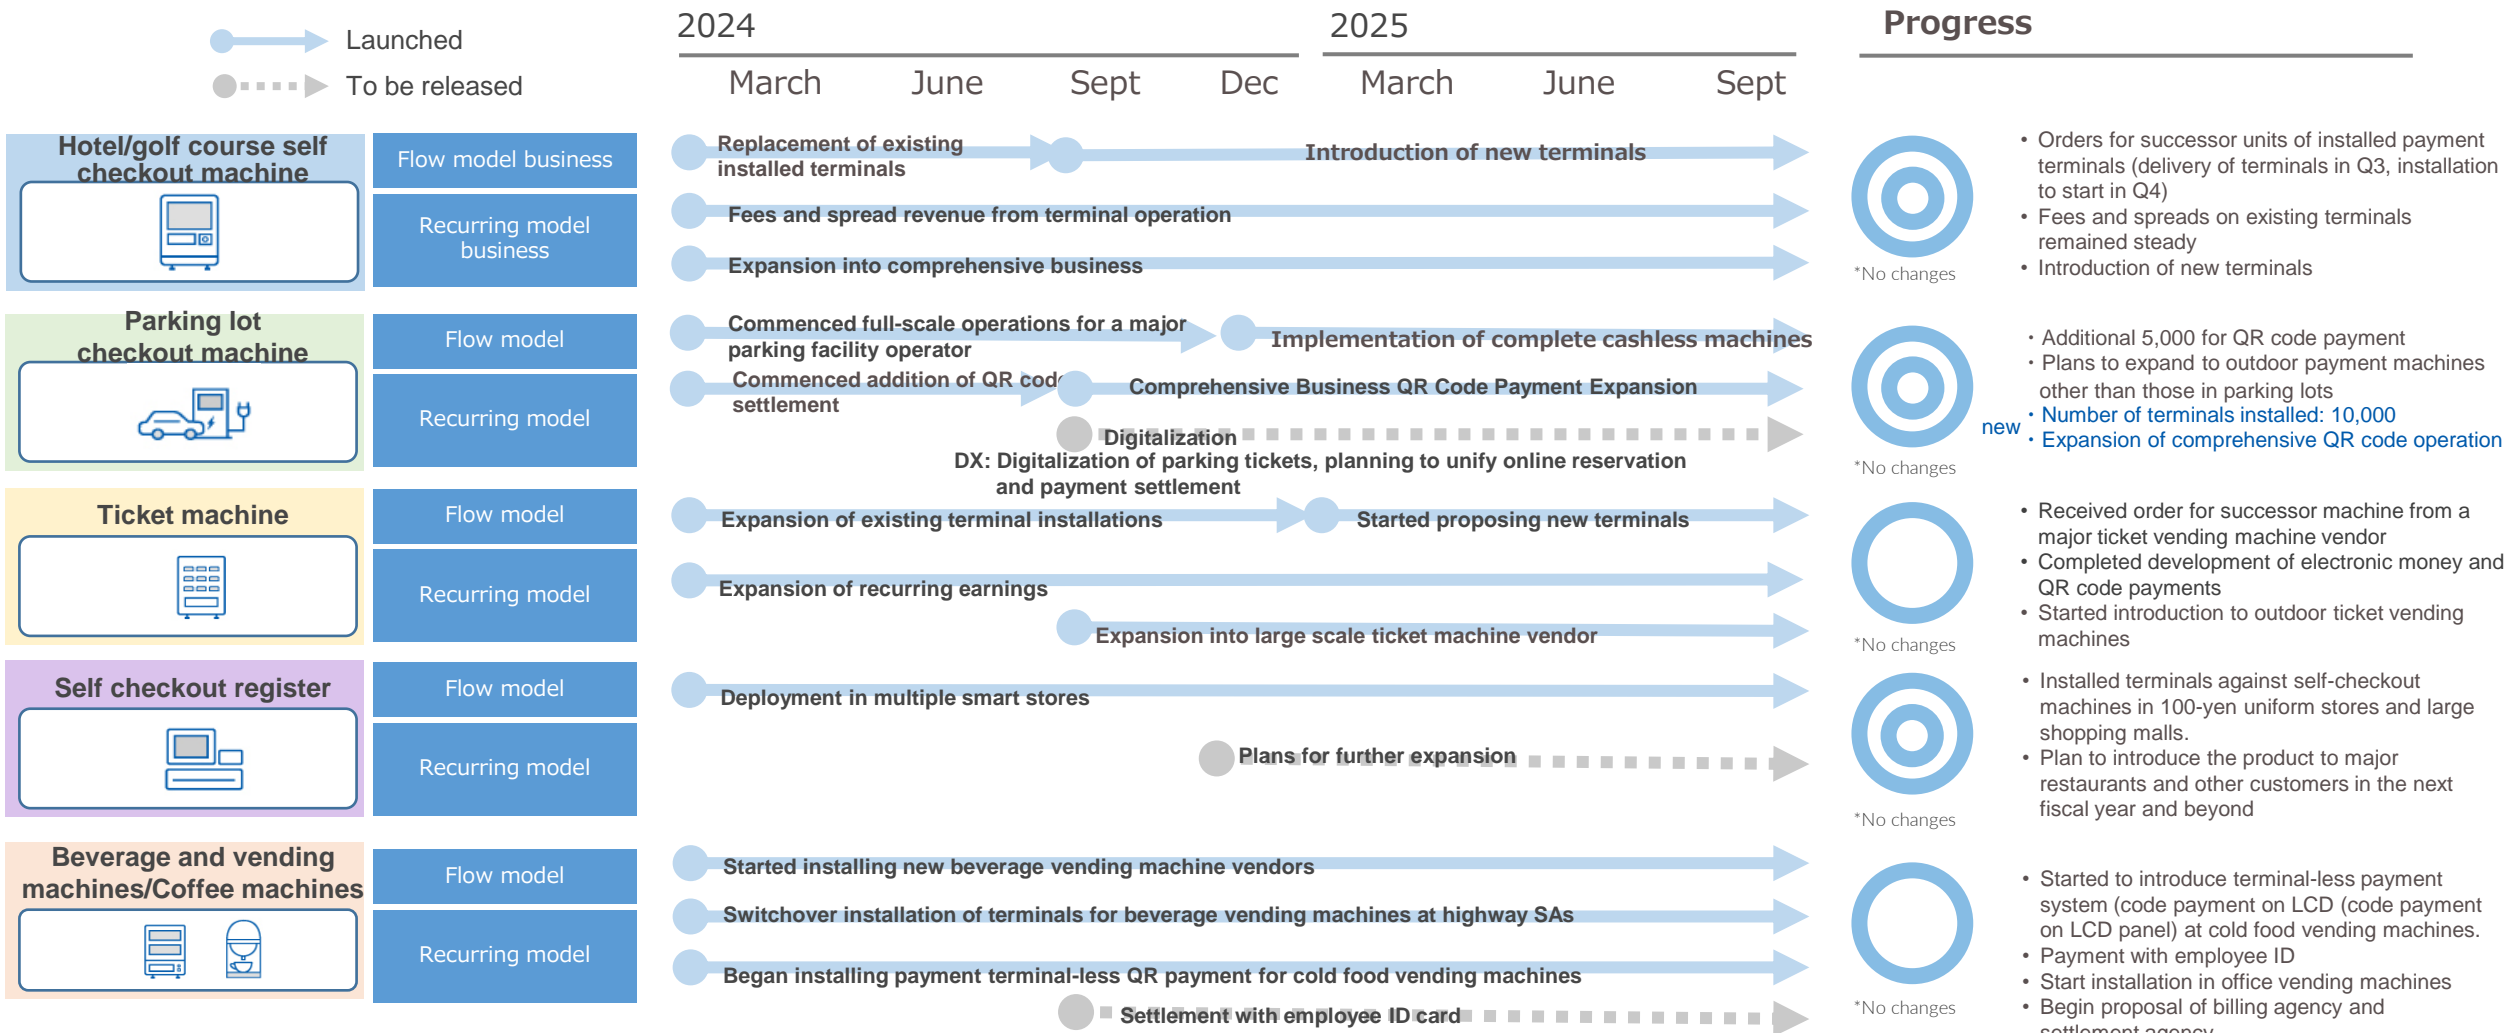 Launched
To be released
2024
2025
Progress
March
June
Sept
Dec
March
June
Sept
Hotel/golf course self
checkout machine
Flow model business
Recurring model
business
Replacement of existing
installed terminals
Introduction of new terminals
Fees and spread revenue from terminal operation
Expansion into comprehensive business
*No changes
• Orders for successor units of installed payment
terminals (delivery of terminals in Q3, installation
to start in Q4)
• Fees and spreads on existing terminals
remained steady
• Introduction of new terminals
Parking lot
checkout machine
Flow model
Recurring model
Commenced full-scale operations for a major
parking facility operator
Implementation of complete cashless machines
Commenced addition of QR code
settlement
Comprehensive Business QR Code Payment Expansion
Digitalization
DX: Digitalization of parking tickets, planning to unify online reservation
and payment settlement
*No changes
・Additional 5,000 for QR code payment
・Plans to expand to outdoor payment machines
other than those in parking lots
new
・Number of terminals installed: 10,000
・Expansion of comprehensive QR code operation
Ticket machine
Flow model
Recurring model
Expansion of existing terminal installations
Started proposing new terminals
Expansion of recurring earnings
Expansion into large scale ticket machine vendor
*No changes
• Received order for successor machine from a
major ticket vending machine vendor
• Completed development of electronic money and
QR code payments
• Started introduction to outdoor ticket vending
machines
Self checkout register
Flow model
Recurring model
Deployment in multiple smart stores
Plans for further expansion
*No changes
• Installed terminals against self-checkout
machines in 100-yen uniform stores and large
shopping malls.
• Plan to introduce the product to major
restaurants and other customers in the next
fiscal year and beyond
Beverage and vending
machines/Coffee machines
Flow model
Recurring model
Started installing new beverage vending machine vendors
Switchover installation of terminals for beverage vending machines at highway SAs
Began installing payment terminal-less QR payment for cold food vending machines
Settlement with employee ID card
*No changes
• Started to introduce terminal-less payment
system (code payment on LCD (code payment
on LCD panel) at cold food vending machines.
• Payment with employee ID
• Start installation in office vending machines
• Begin proposal of billing agency and
settlement agency